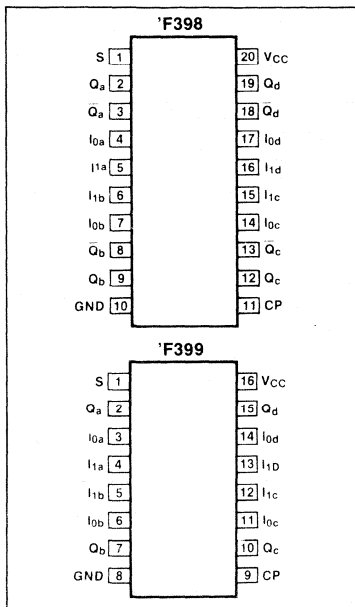 'F398
S 1 20 VCC
Qa 2 19 Qd
Q̅a 3 18 Q̅d
I0a 4 17 I0d
I1a 5 16 I1d
I1b 6 15 I1c
I0b 7 14 I0c
Q̅b 8 13 Q̅c
Qb 9 12 Qc
GND 10 11 CP
'F399
S 1 16 VCC
Qa 2 15 Qd
I0a 3 14 I0d
I1a 4 13 I1D
I1b 5 12 I1c
I0b 6 11 I0c
Qb 7 10 Qc
GND 8 9 CP